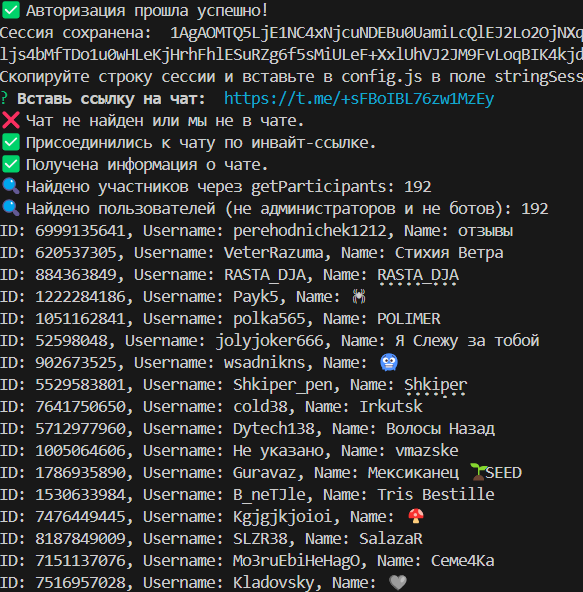 ✅ Авторизация прошла успешно!
Сессия сохранена: 1AgAOMTQ5LjE1NC4xNjcuNDEBu0UamiLcQlEJ2Lo2OjNXq
ljs4bMfTDo1u0wHLeKjHrhFhlESuRZg6f5sMiULeF+XxlUhVJ2JM9FvLoqBIK4kjd
Скопируйте строку сессии и вставьте в config.js в поле stringSess
? Вставь ссылку на чат: https://t.me/+sFBoIBL76zw1MzEy
❌ Чат не найден или мы не в чате.
✅ Присоединились к чату по инвайт-ссылке.
✅ Получена информация о чате.
🔍 Найдено участников через getParticipants: 192
🔍 Найдено пользователей (не администраторов и не ботов): 192
ID: 6999135641, Username: perehodnichek1212, Name: отзывы
ID: 620537305, Username: VeterRazuma, Name: Стихия Ветра
ID: 884363849, Username: RASTA_DJA, Name: RASTA_DJA
ID: 1222284186, Username: Payk5, Name: 🕷
ID: 1051162841, Username: polka565, Name: POLIMER
ID: 52598048, Username: jolyjoker666, Name: Я Слежу за тобой
ID: 902673525, Username: wsadnikns, Name: 🥶
ID: 5529583801, Username: Shkiper_pen, Name: Shkiper
ID: 7641750650, Username: cold38, Name: Irkutsk
ID: 5712977960, Username: Dytech138, Name: Волосы Назад
ID: 1005064606, Username: Не указано, Name: vmazske
ID: 1786935890, Username: Guravaz, Name: Мексиканец 🌱SEED
ID: 1530633984, Username: B_neTJle, Name: Tris Bestille
ID: 7476449445, Username: Kgjgjkjoioi, Name: 🍄
ID: 8187849009, Username: SLZR38, Name: SalazaR
ID: 7151137076, Username: Mo3ruEbiHeHagO, Name: Семе4Ка
ID: 7516957028, Username: Kladovsky, Name: 🩶